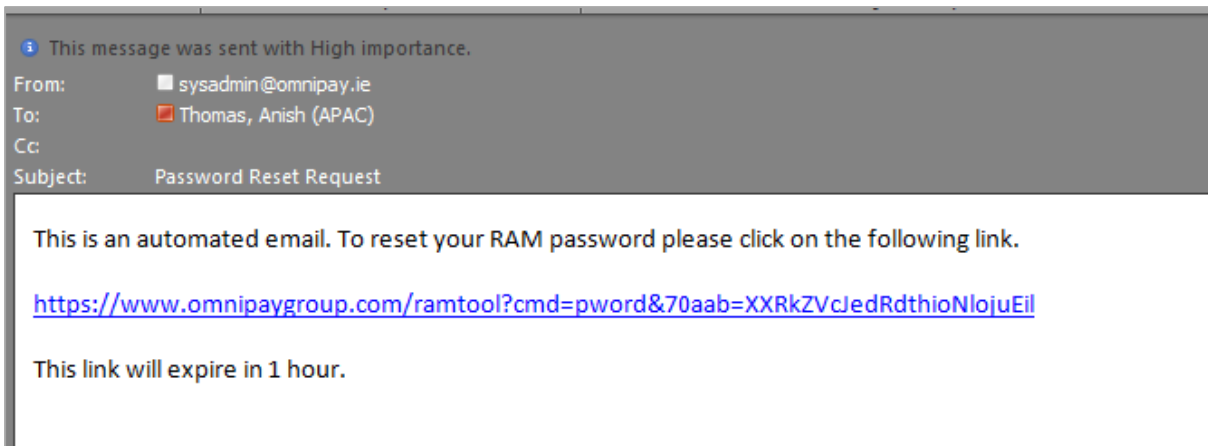 This message was sent with High importance.
From: sysadmin@omnipay.ie
To: Thomas, Anish (APAC)
Cc:
Subject: Password Reset Request
This is an automated email. To reset your RAM password please click on the following link.
https://www.omnipaygroup.com/ramtool?cmd=pword&70aab=XXRkZVcJedRdthioNlojuEil
This link will expire in 1 hour.